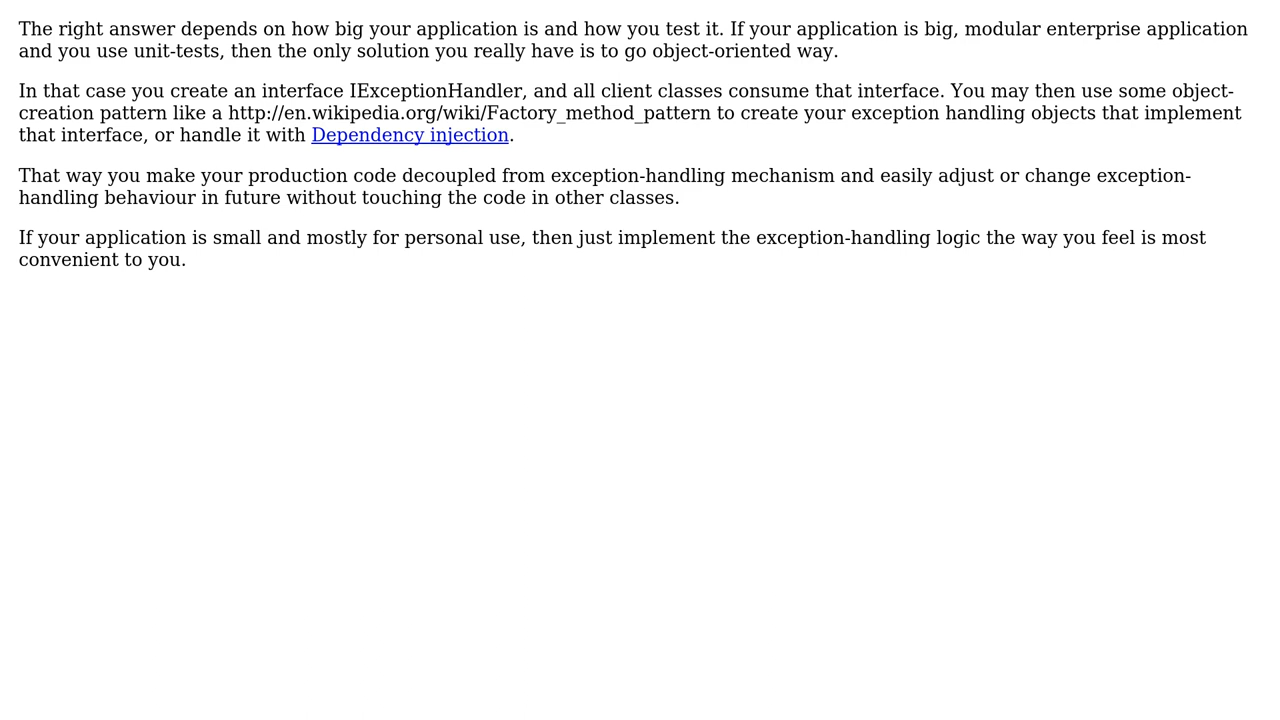 The right answer depends on how big your application is and how you test it. If your application is big, modular enterprise application
and you use unit-tests, then the only solution you really have is to go object-oriented way.
In that case you create an interface IExceptionHandler, and all client classes consume that interface. You may then use some object-
creation pattern like a http://en.wikipedia.org/wiki/Factory_method_pattern to create your exception handling objects that implement
that interface, or handle it with Dependency injection.
That way you make your production code decoupled from exception-handling mechanism and easily adjust or change exception-
handling behaviour in future without touching the code in other classes.
If your application is small and mostly for personal use, then just implement the exception-handling logic the way you feel is most
convenient to you.